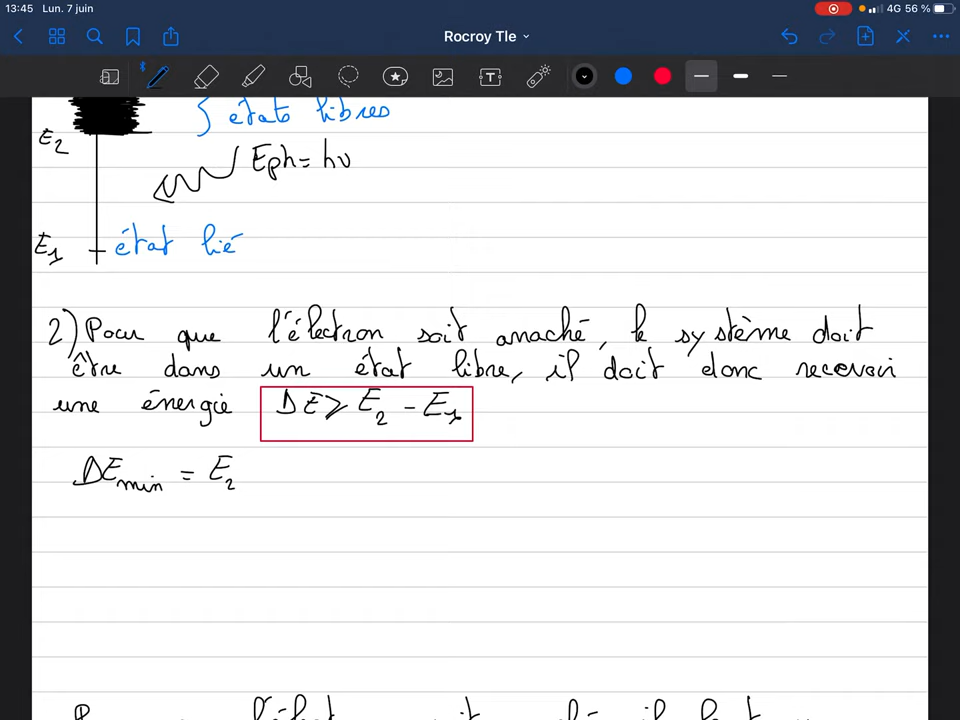 13:45 Lun. 7 juin
4G 56 %
Rocroy Tle
états libres
E2
Eph= hν
E1 état lié
2) Pour que l'électron soit arraché, le système doit
être dans un état libre, il doit donc recevoir
une énergie ΔE ⩾ E2 - E1
ΔEmin = E2